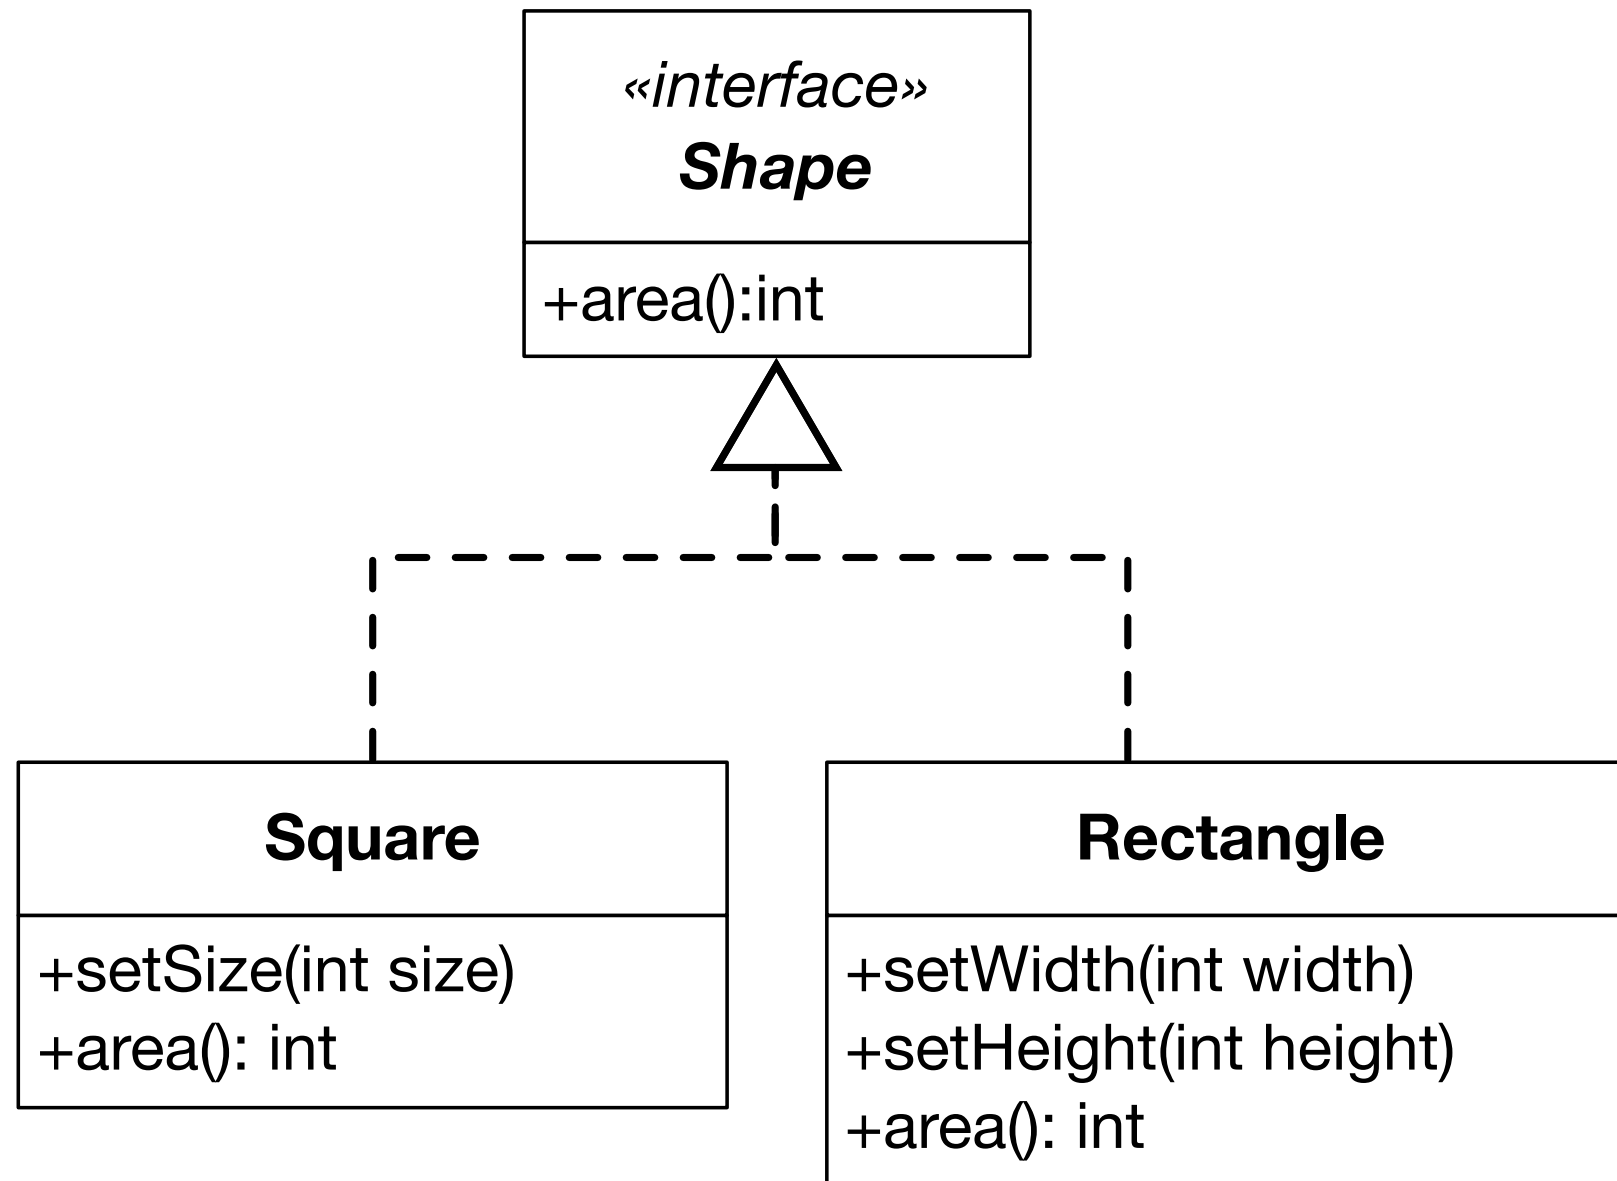 «interface»
Shape
+area():int
Square
+setSize(int size)
+area(): int
Rectangle
+setWidth(int width)
+setHeight(int height)
+area(): int